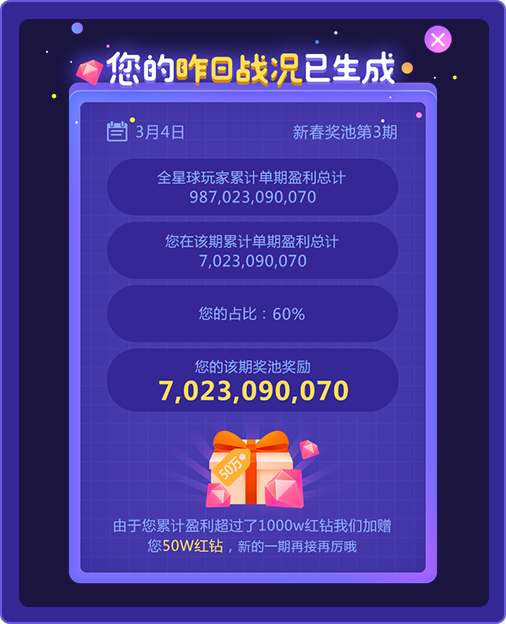 您的昨日战况已生成
3月4日 新春奖池第3期
全星球玩家累计单期盈利总计
987,023,090,070
您在该期累计单期盈利总计
7,023,090,070
您的占比：60%
您的该期奖池奖励
7,023,090,070
50万
由于您累计盈利超过了1000w红钻我们加赠
您50W红钻，新的一期再接再厉哦